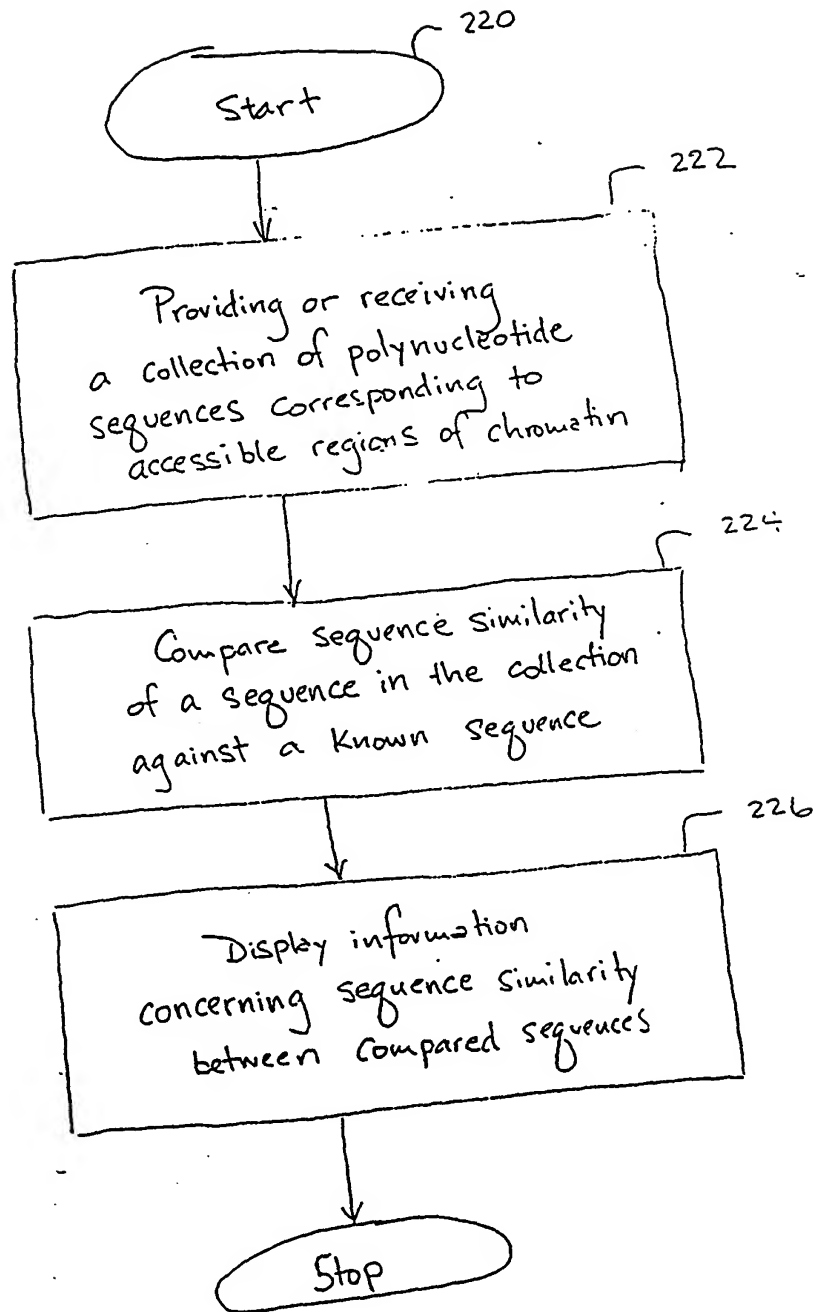 220
Start
222
Providing or receiving
a collection of polynucleotide
sequences corresponding to
accessible regions of chromatin
224
Compare sequence similarity
of a sequence in the collection
against a known sequence
226
Display information
concerning sequence similarity
between compared sequences
Stop